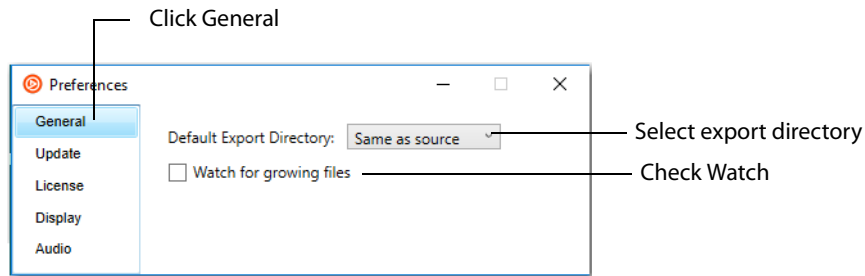 Click General
Preferences
General
Update
License
Display
Audio
Default Export Directory: Same as source
Watch for growing files
Select export directory
Check Watch